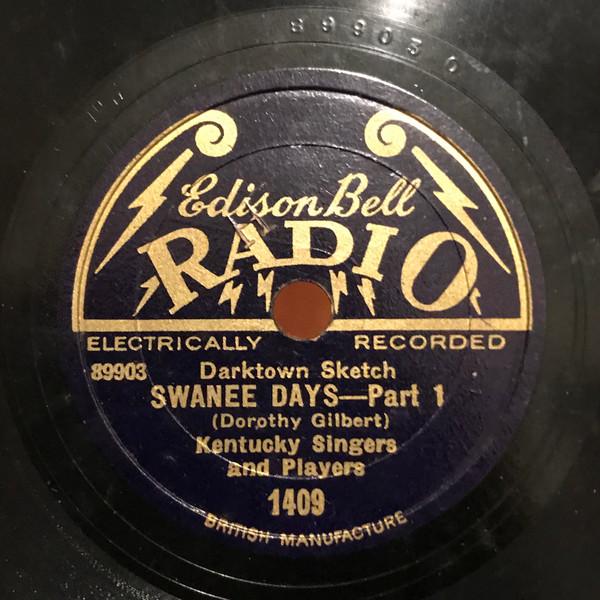 89903 0
Edison Bell
RADIO
ELECTRICALLY RECORDED
Darktown Sketch
89903
SWANEE DAYS—Part 1
(Dorothy Gilbert)
Kentucky Singers
and Players
1409
BRITISH MANUFACTURE